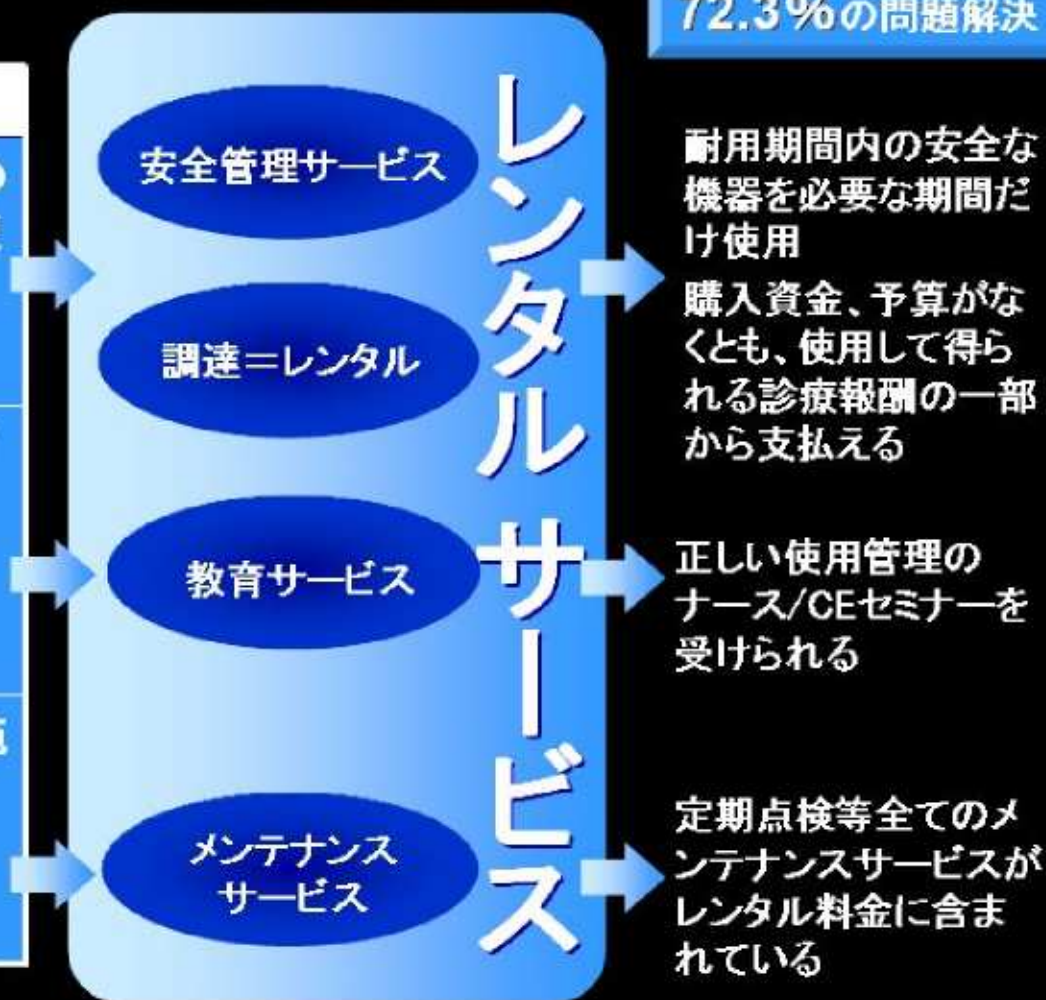 72.3%の問題解決
安全管理サービス
調達=レンタル
教育サービス
メンテナンス
サービス
レンタル サービス
耐用期間内の安全な
機器を必要な期間だ
け使用
購入資金、予算がな
くとも、使用して得ら
れる診療報酬の一部
から支払える
正しい使用管理の
ナース/CEセミナーを
受けられる
定期点検等全てのメ
ンテナンスサービスが
レンタル料金に含ま
れている